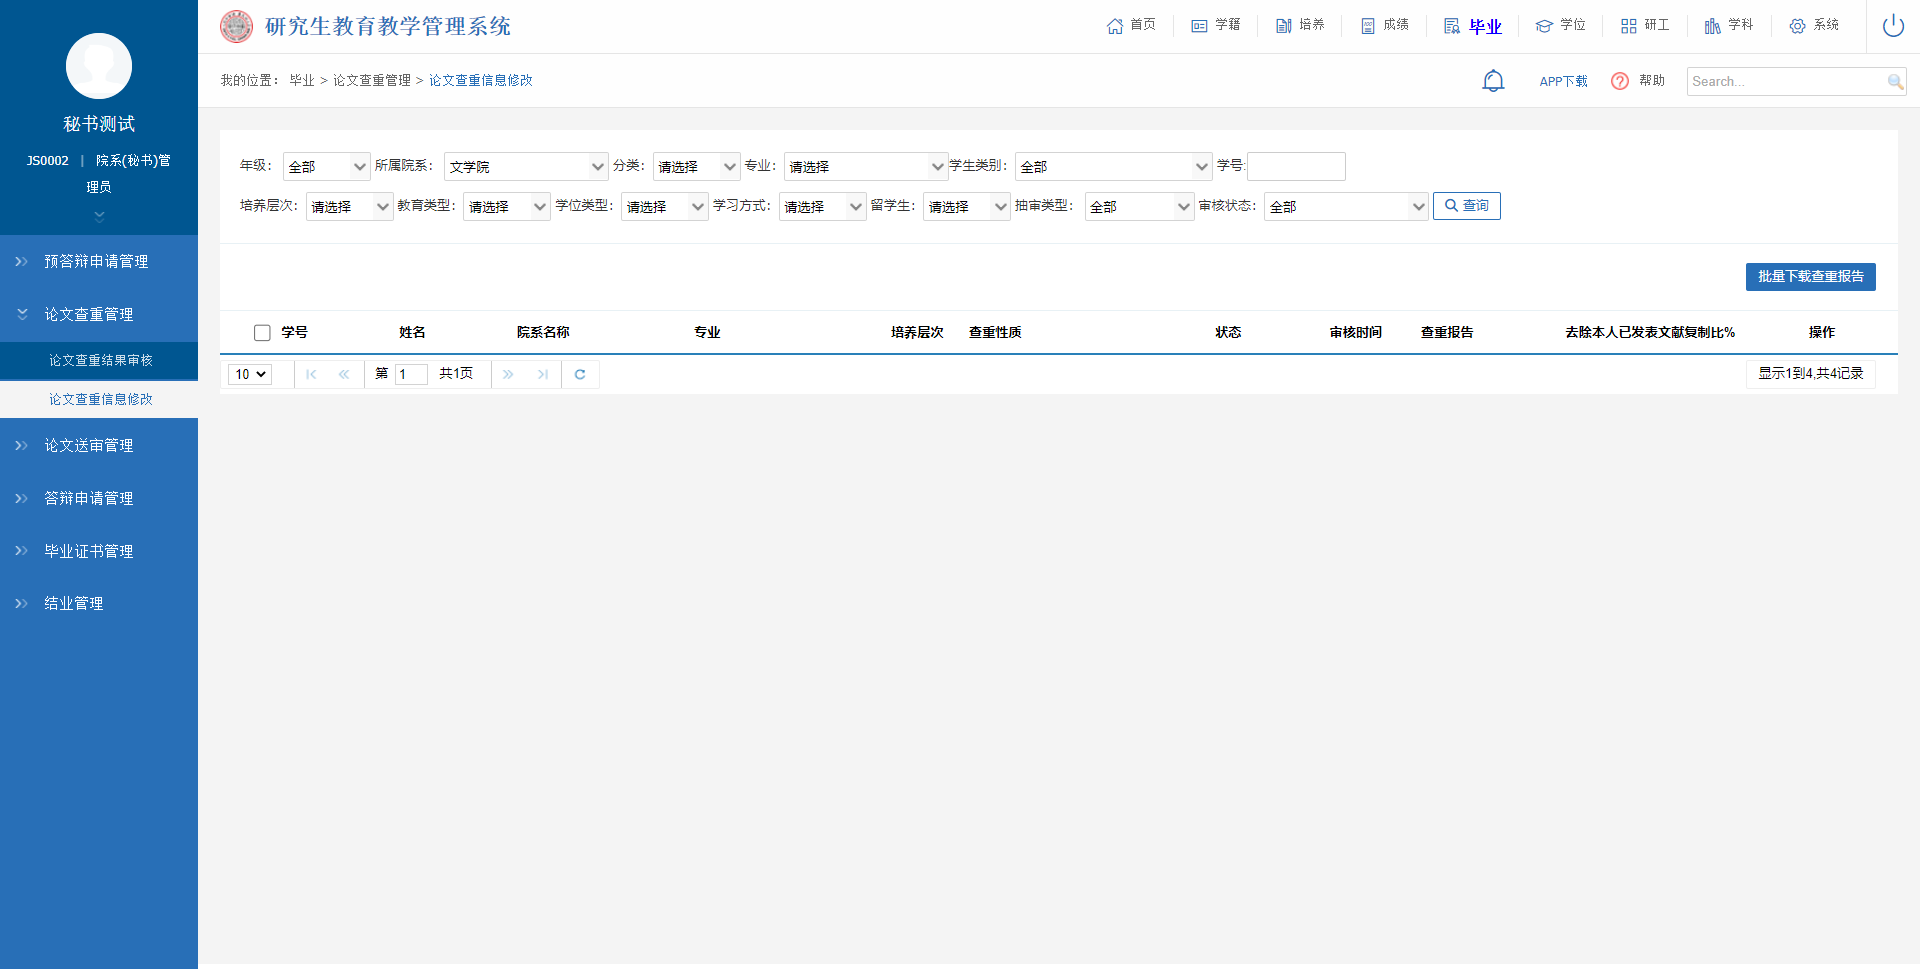 研究生教育教学管理系统
首页 学籍 培养 成绩 毕业 学位 研工 学科 系统
秘书测试
JS0002 | 院系(秘书)管
理员
我的位置： 毕业 > 论文查重管理 > 论文查重信息修改
APP下载 帮助 Search...
预答辩申请管理
论文查重管理
论文查重结果审核
论文查重信息修改
论文送审管理
答辩申请管理
毕业证书管理
结业管理
年级： 全部 所属院系： 文学院 分类： 请选择 专业： 请选择 学生类别： 全部 学号:
培养层次： 请选择 教育类型： 请选择 学位类型： 请选择 学习方式： 请选择 留学生： 请选择 抽审类型： 全部 审核状态： 全部 查询
批量下载查重报告
学号 姓名 院系名称 专业 培养层次 查重性质 状态 审核时间 查重报告 去除本人已发表文献复制比% 操作
10 第 1 共1页 显示1到4,共4记录